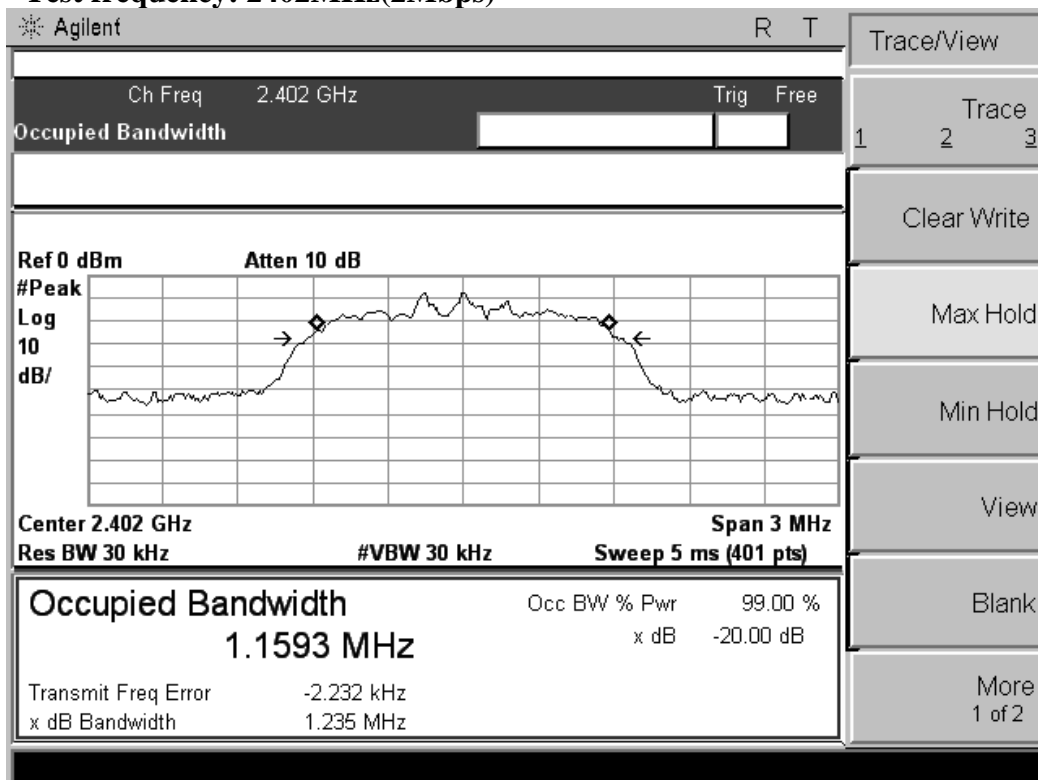 Test frequency: 2402MHz(2Mbps)
Agilent R T
Trace/View
Ch Freq 2.402 GHz Trig Free
Occupied Bandwidth
Trace
1 2 3
Clear Write
Ref 0 dBm Atten 10 dB
#Peak
Log
10
dB/
Max Hold
Min Hold
View
Center 2.402 GHz Span 3 MHz
Res BW 30 kHz #VBW 30 kHz Sweep 5 ms (401 pts)
Occupied Bandwidth
1.1593 MHz
Occ BW % Pwr 99.00 %
x dB -20.00 dB
Transmit Freq Error -2.232 kHz
x dB Bandwidth 1.235 MHz
Blank
More
1 of 2